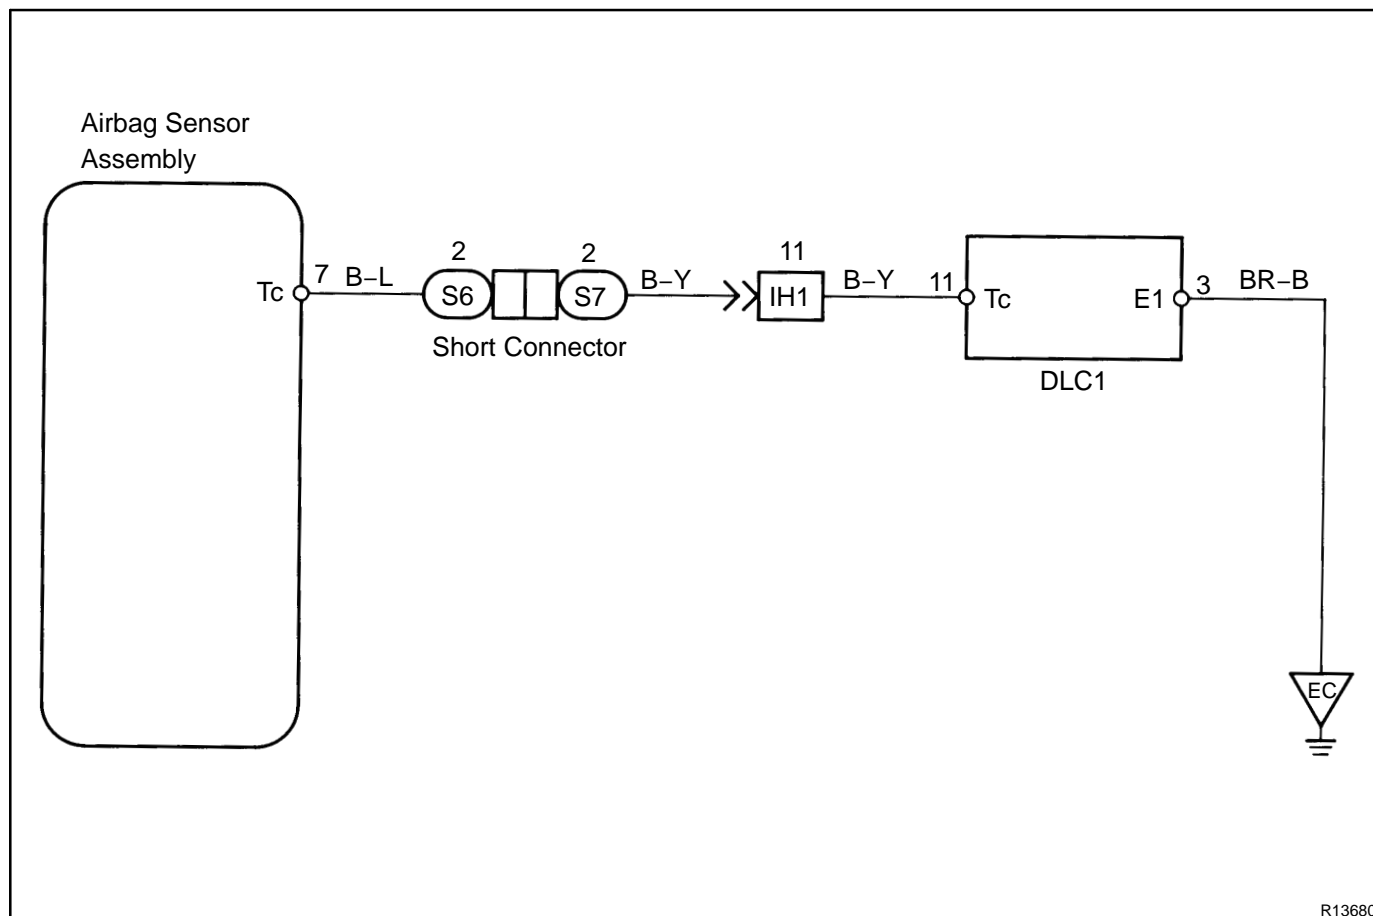 Airbag Sensor
Assembly
2 2 11
Tc 7 B–L S6 S7 B–Y IH1 B–Y 11 Tc E1 3 BR–B
Short Connector
DLC1
EC
R13680